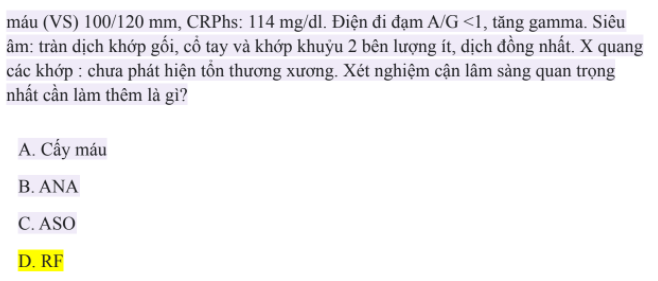 máu (VS) 100/120 mm, CRPhs: 114 mg/dl. Điện đi đạm A/G <1, tăng gamma. Siêu
âm: tràn dịch khớp gối, cổ tay và khớp khuỷu 2 bên lượng ít, dịch đồng nhất. X quang
các khớp : chưa phát hiện tổn thương xương. Xét nghiệm cận lâm sàng quan trọng
nhất cần làm thêm là gì?
A. Cấy máu
B. ANA
C. ASO
D. RF